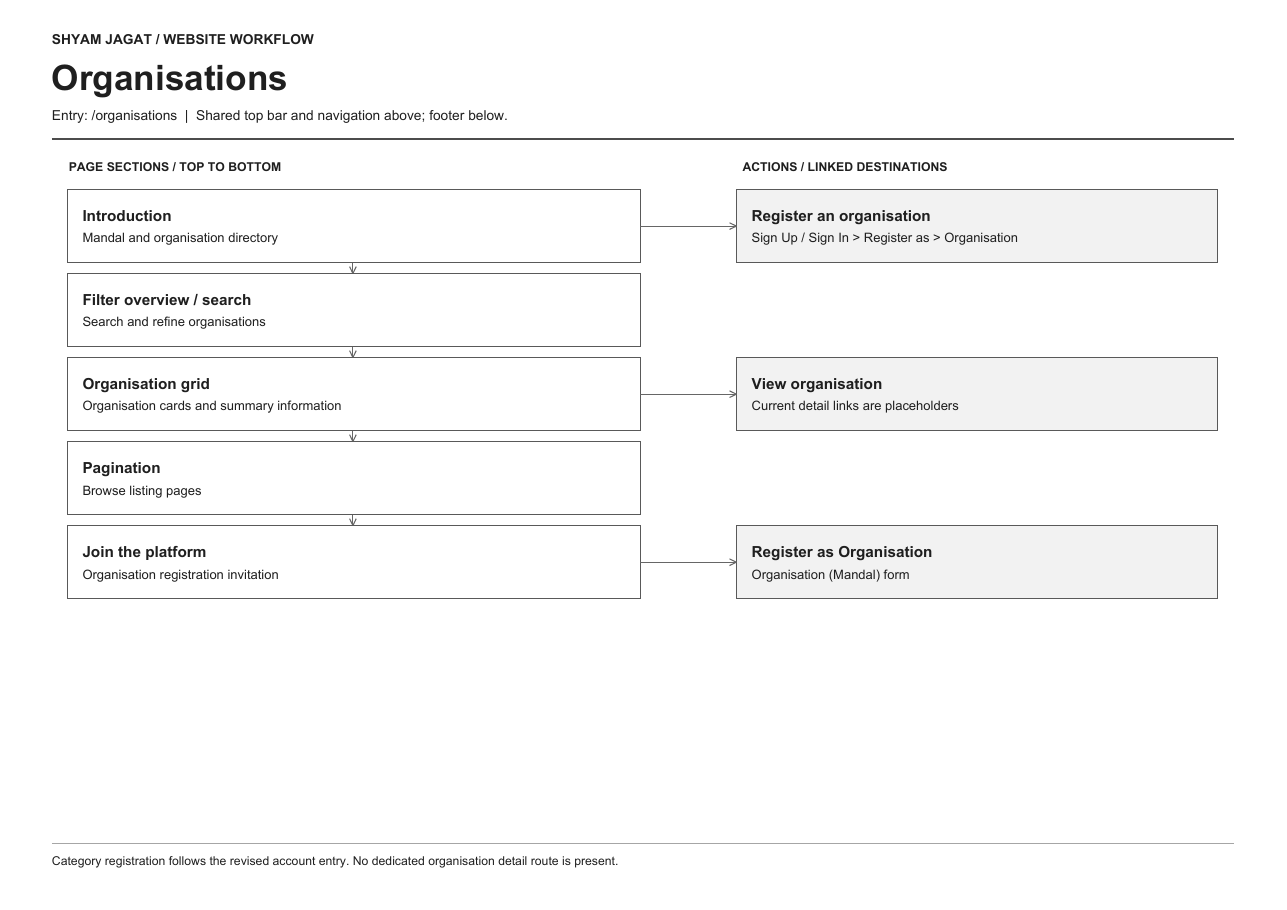 SHYAM JAGAT / WEBSITE WORKFLOW
Organisations
Entry: /organisations | Shared top bar and navigation above; footer below.
PAGE SECTIONS / TOP TO BOTTOM
ACTIONS / LINKED DESTINATIONS
Introduction
Mandal and organisation directory
Register an organisation
Sign Up / Sign In > Register as > Organisation
Filter overview / search
Search and refine organisations
Organisation grid
Organisation cards and summary information
View organisation
Current detail links are placeholders
Pagination
Browse listing pages
Join the platform
Organisation registration invitation
Register as Organisation
Organisation (Mandal) form
Category registration follows the revised account entry. No dedicated organisation detail route is present.